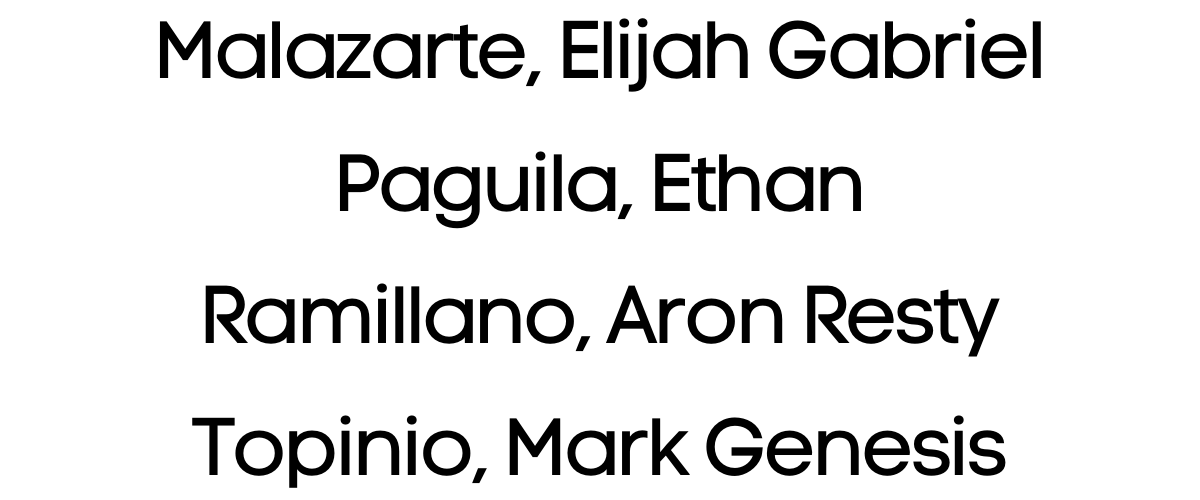 Malazarte, Elijah Gabriel
Paguila, Ethan
Ramillano, Aron Resty
Topinio, Mark Genesis